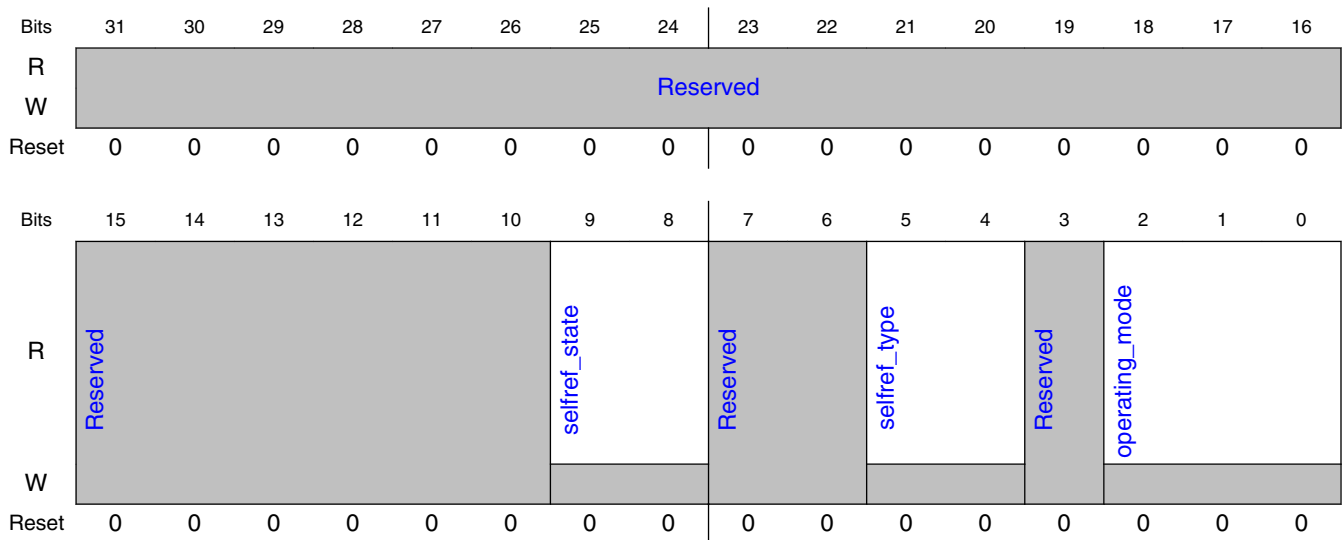 Bits 31 30 29 28 27 26 25 24 23 22 21 20 19 18 17 16
R
Reserved
W
Reset 0 0 0 0 0 0 0 0 0 0 0 0 0 0 0 0
Bits 15 14 13 12 11 10 9 8 7 6 5 4 3 2 1 0
R Reserved selfref_state Reserved selfref_type Reserved operating_mode
W
Reset 0 0 0 0 0 0 0 0 0 0 0 0 0 0 0 0